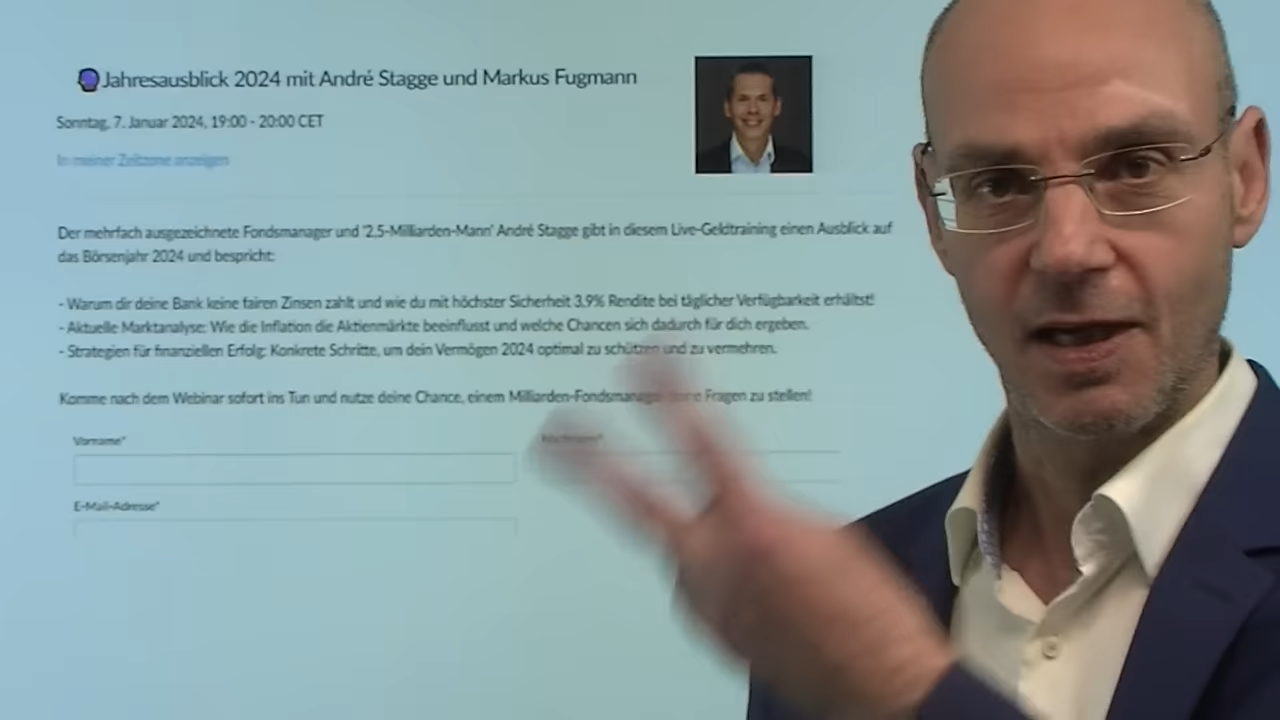 Jahresausblick 2024 mit André Stagge und Markus Fugmann
Sonntag, 7. Januar 2024, 19:00 - 20:00 CET
In meiner Zeitzone anzeigen
Der mehrfach ausgezeichnete Fondsmanager und '2,5-Milliarden-Mann' André Stagge gibt in diesem Live-Geldtraining einen Ausblick auf
das Börsenjahr 2024 und bespricht:
- Warum dir deine Bank keine fairen Zinsen zahlt und wie du mit höchster Sicherheit 3,9% Rendite bei täglicher Verfügbarkeit erhältst!
- Aktuelle Marktanalyse: Wie die Inflation die Aktienmärkte beeinflusst und welche Chancen sich dadurch für dich ergeben.
- Strategien für finanziellen Erfolg: Konkrete Schritte, um dein Vermögen 2024 optimal zu schützen und zu vermehren.
Komme nach dem Webinar sofort ins Tun und nutze deine Chance, einem Milliarden-Fondsmanager Fragen zu stellen!
Vorname* Nachname*
E-Mail-Adresse*